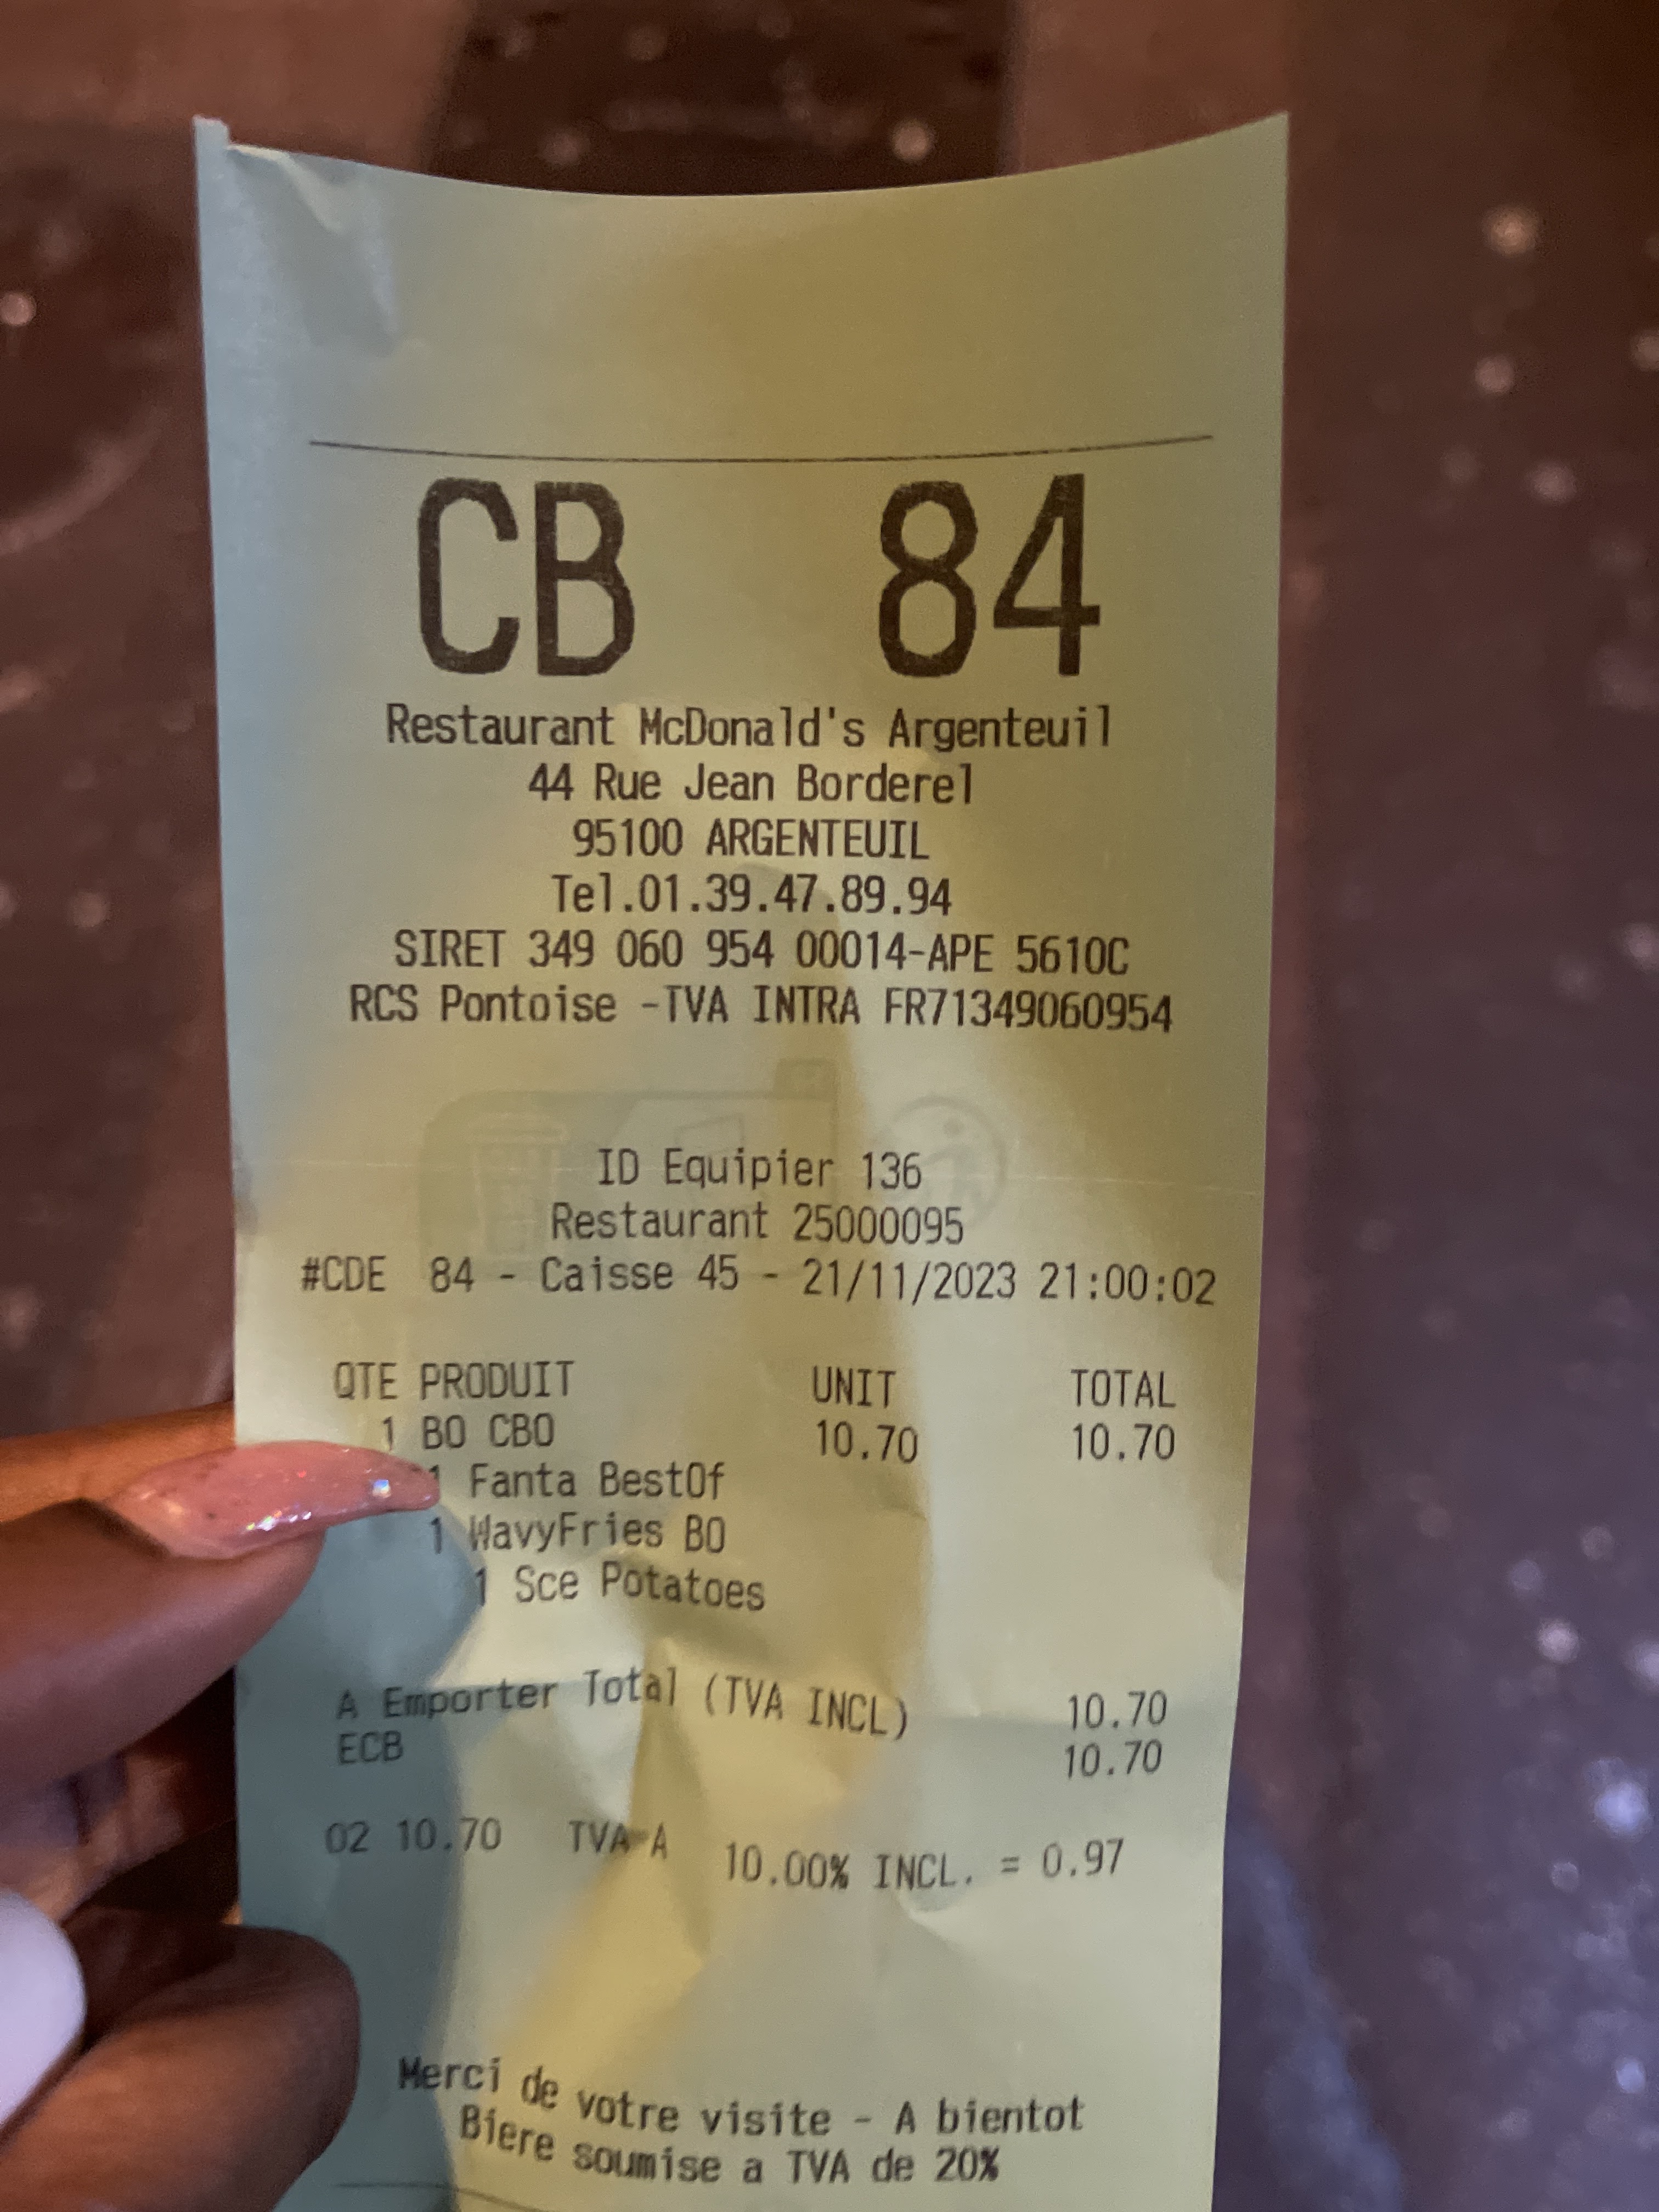 CB 84
Restaurant McDonald's Argenteuil
44 Rue Jean Borderel
95100 ARGENTEUIL
Tel.01.39.47.89.94
SIRET 349 060 954 00014-APE 5610C
RCS Pontoise -TVA INTRA FR71349060954
ID Equipier 136
Restaurant 25000095
#CDE 84 - Caisse 45 - 21/11/2023 21:00:02
QTE PRODUIT UNIT TOTAL
1 BO CBO 10.70 10.70
1 Fanta BestOf
1 WavyFries BO
1 Sce Potatoes
A Emporter Total (TVA INCL) 10.70
ECB 10.70
02 10.70 TVA A 10.00% INCL. = 0.97
Merci de votre visite - A bientot
Biere soumise a TVA de 20%